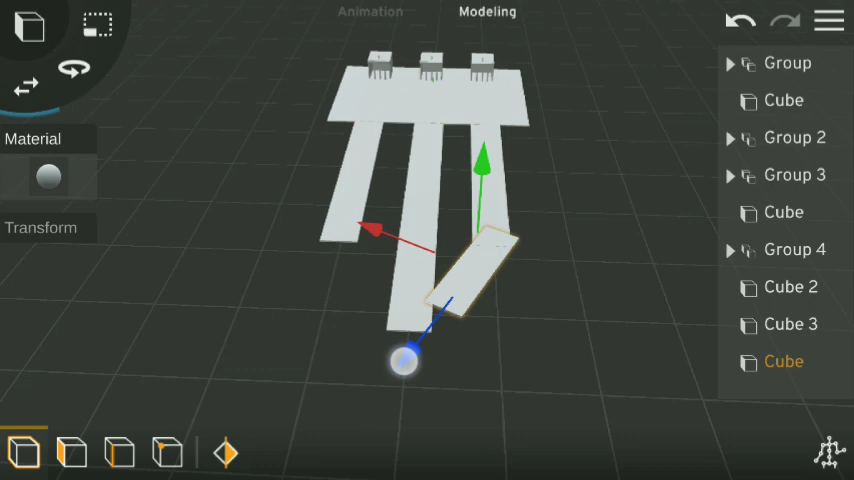 Animation
Modeling
Material
Transform
Group
Cube
Group 2
Group 3
Cube
Group 4
Cube 2
Cube 3
Cube